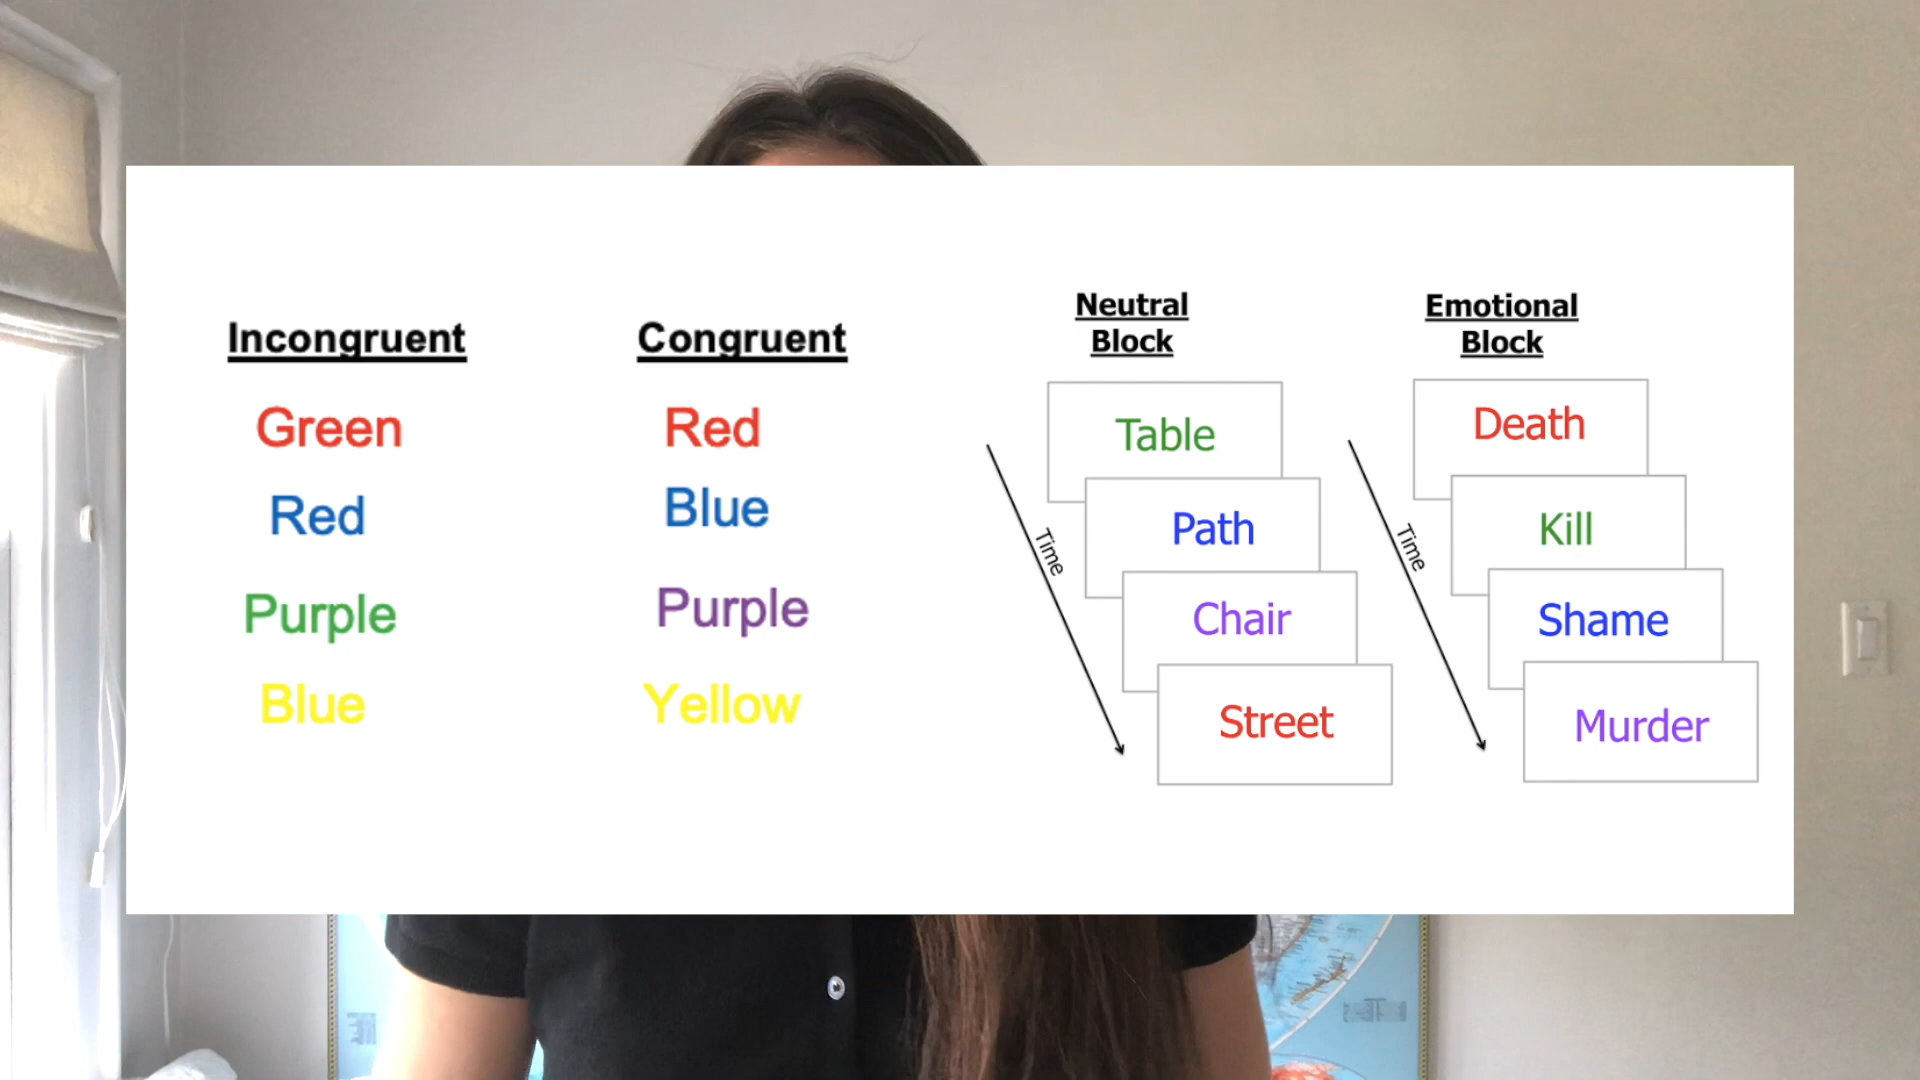 Incongruent
Green
Red
Purple
Blue
Congruent
Red
Blue
Purple
Yellow
Neutral
Block
Table
Path
Chair
Street
Time
Emotional
Block
Death
Kill
Shame
Murder
Time